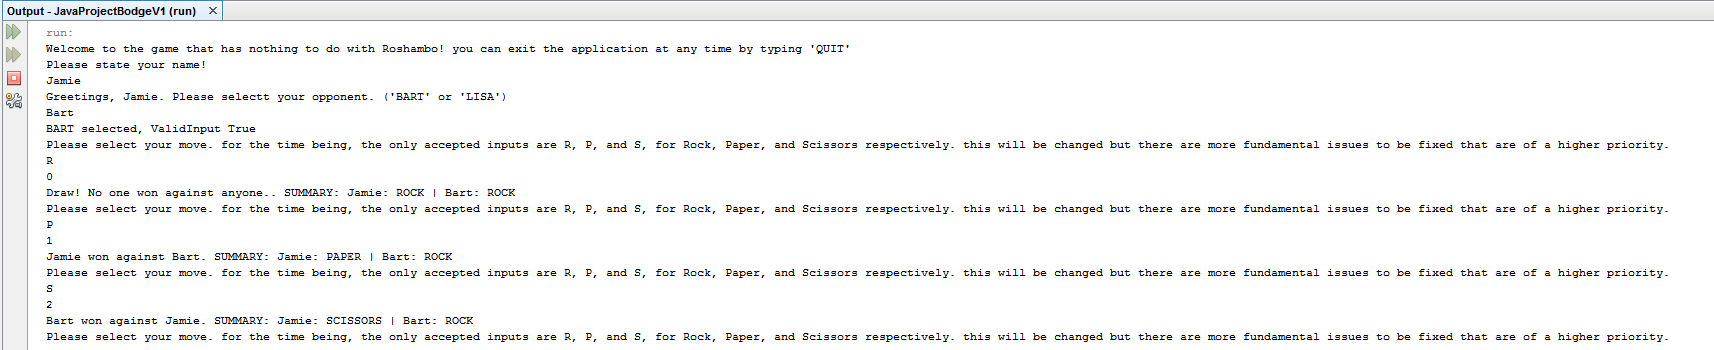 Output - JavaProjectBodgeV1 (run)
run:
Welcome to the game that has nothing to do with Roshambo! you can exit the application at any time by typing 'QUIT'
Please state your name!
Jamie
Greetings, Jamie. Please selectt your opponent. ('BART' or 'LISA')
Bart
BART selected, ValidInput True
Please select your move. for the time being, the only accepted inputs are R, P, and S, for Rock, Paper, and Scissors respectively. this will be changed but there are more fundamental issues to be fixed that are of a higher priority.
R
0
Draw! No one won against anyone.. SUMMARY: Jamie: ROCK | Bart: ROCK
Please select your move. for the time being, the only accepted inputs are R, P, and S, for Rock, Paper, and Scissors respectively. this will be changed but there are more fundamental issues to be fixed that are of a higher priority.
P
1
Jamie won against Bart. SUMMARY: Jamie: PAPER | Bart: ROCK
Please select your move. for the time being, the only accepted inputs are R, P, and S, for Rock, Paper, and Scissors respectively. this will be changed but there are more fundamental issues to be fixed that are of a higher priority.
S
2
Bart won against Jamie. SUMMARY: Jamie: SCISSORS | Bart: ROCK
Please select your move. for the time being, the only accepted inputs are R, P, and S, for Rock, Paper, and Scissors respectively. this will be changed but there are more fundamental issues to be fixed that are of a higher priority.